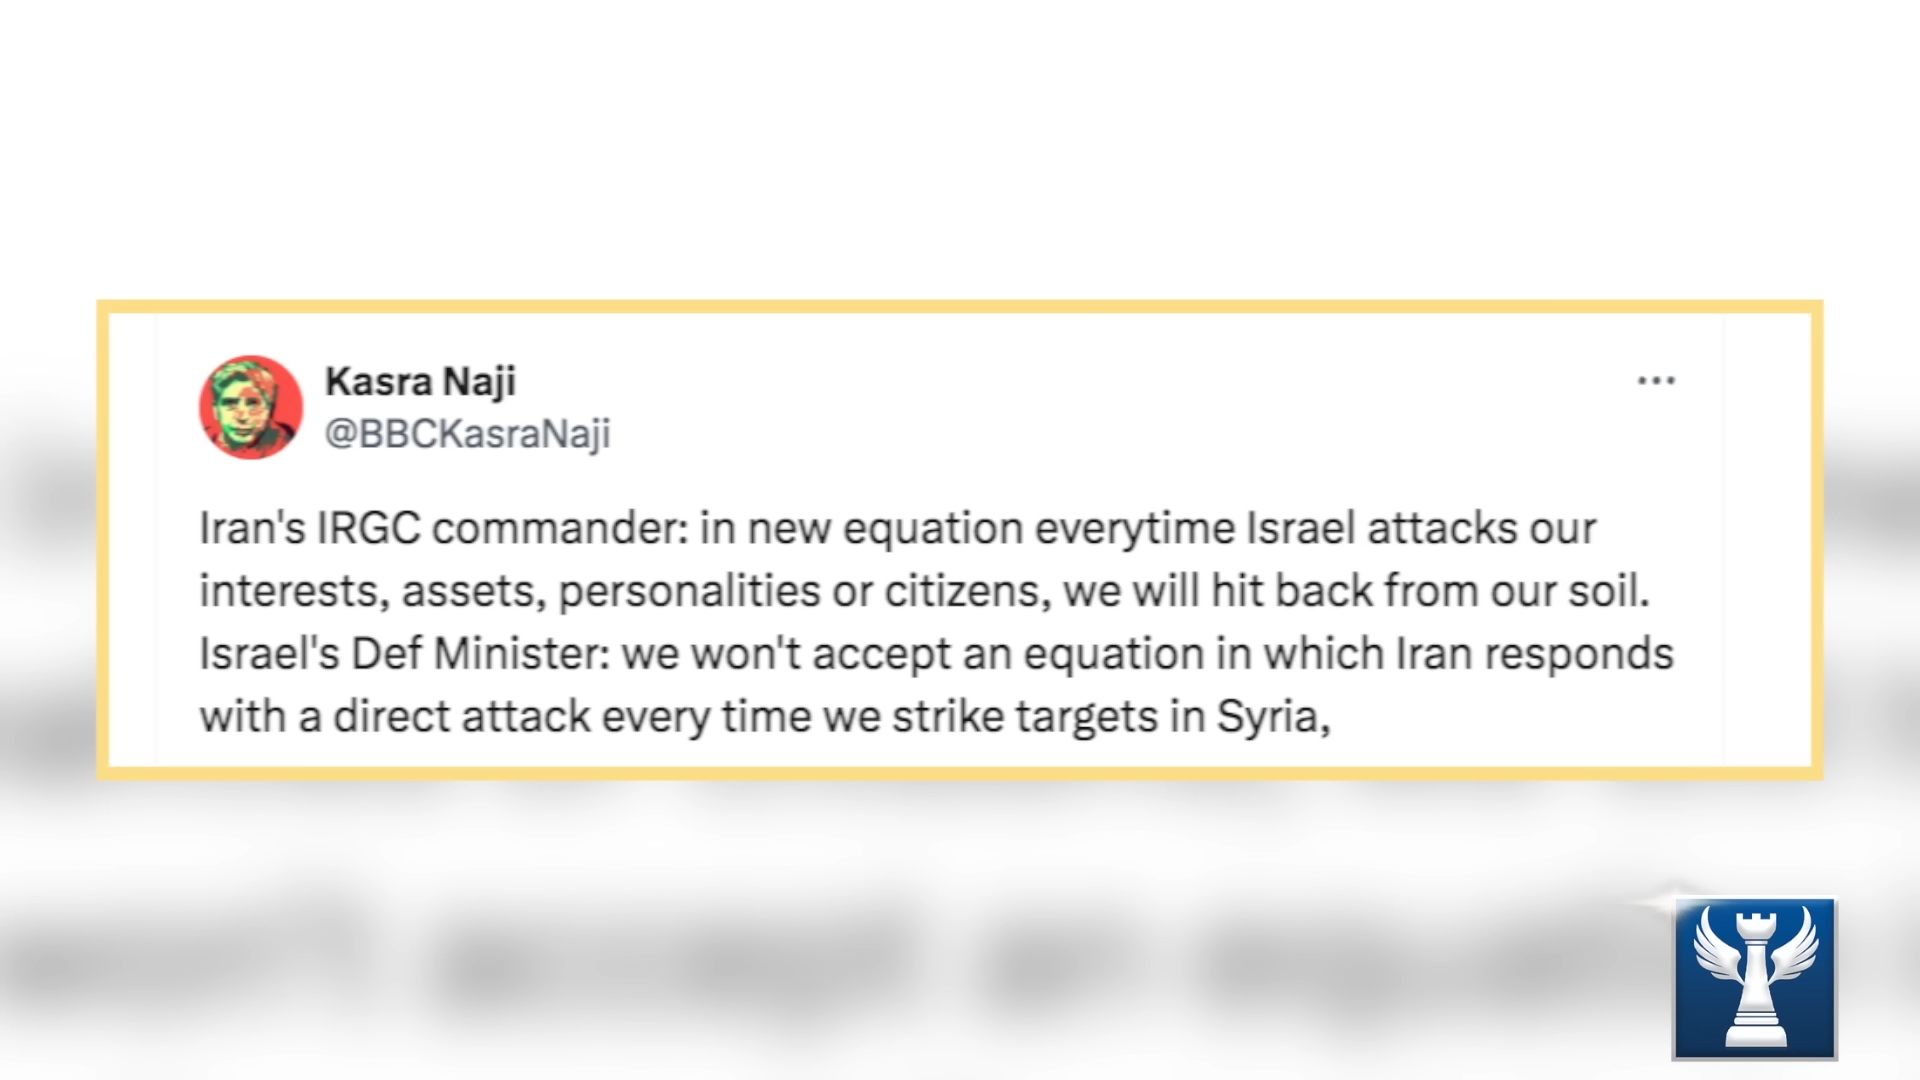 Kasra Naji
@BBCKasraNaji
Iran's IRGC commander: in new equation everytime Israel attacks our
interests, assets, personalities or citizens, we will hit back from our soil.
Israel's Def Minister: we won't accept an equation in which Iran responds
with a direct attack every time we strike targets in Syria,